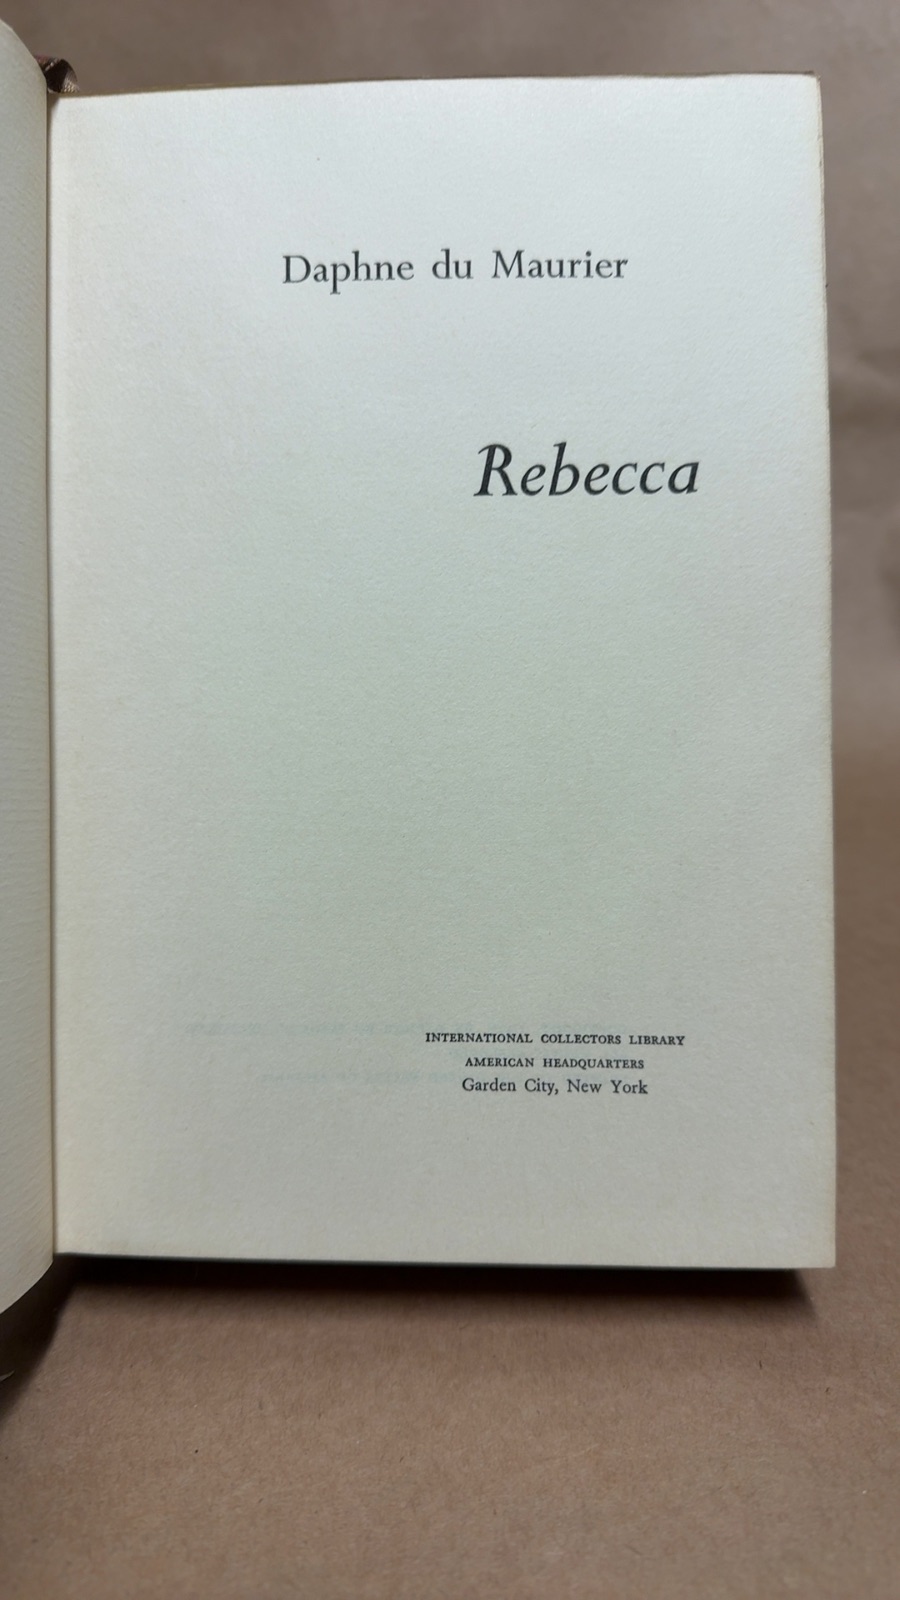 Daphne du Maurier
Rebecca
INTERNATIONAL COLLECTORS LIBRARY
AMERICAN HEADQUARTERS
Garden City, New York